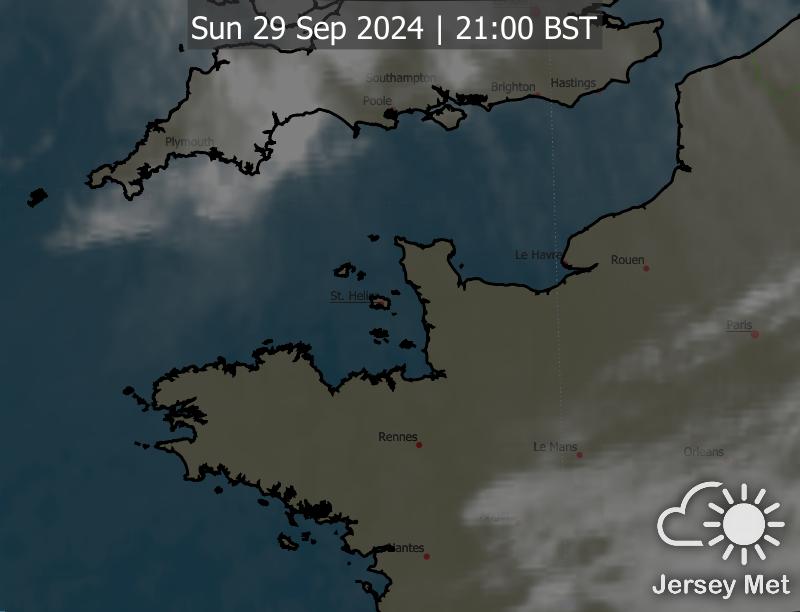 Sun 29 Sep 2024 | 21:00 BST
Southampton
Brighton
Hastings
Poole
Plymouth
Le Havre
Rouen
St. Helier
Paris
Rennes
Le Mans
Orleans
Nantes
Jersey Met